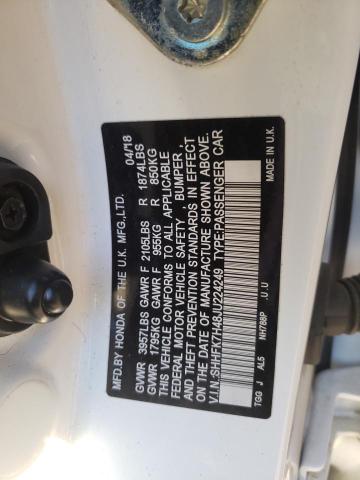 MFD.BY HONDA OF THE U.K. MFG.,LTD. 04/18
GVWR 3957LBS GAWR F 2105LBS R 1874LBS
GVWR 1795KG GAWR F 955KG R 850KG
THIS VEHICLE CONFORMS TO ALL APPLICABLE
FEDERAL MOTOR VEHICLE SAFETY , BUMPER ,
AND THEFT PREVENTION STANDARDS IN EFFECT
ON THE DATE OF MANUFACTURE SHOWN ABOVE.
V.I.N.:SHHFK7H48JU224249 TYPE:PASSENGER CAR
TGG J AL5 NH788P .U.U MADE IN U.K.